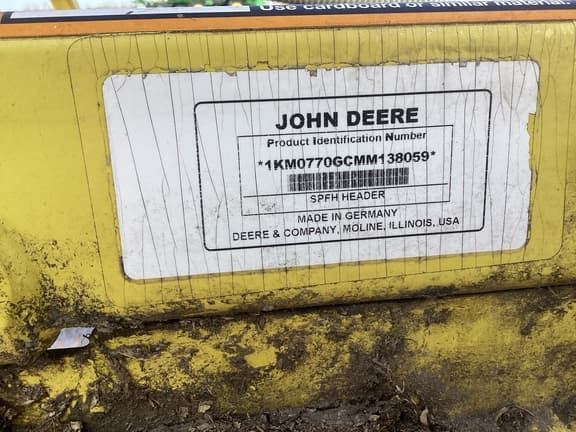 Use cardboard or similar material
JOHN DEERE
Product Identification Number
*1KM0770GCMM138059*
SPFH HEADER
MADE IN GERMANY
DEERE & COMPANY, MOLINE, ILLINOIS, USA